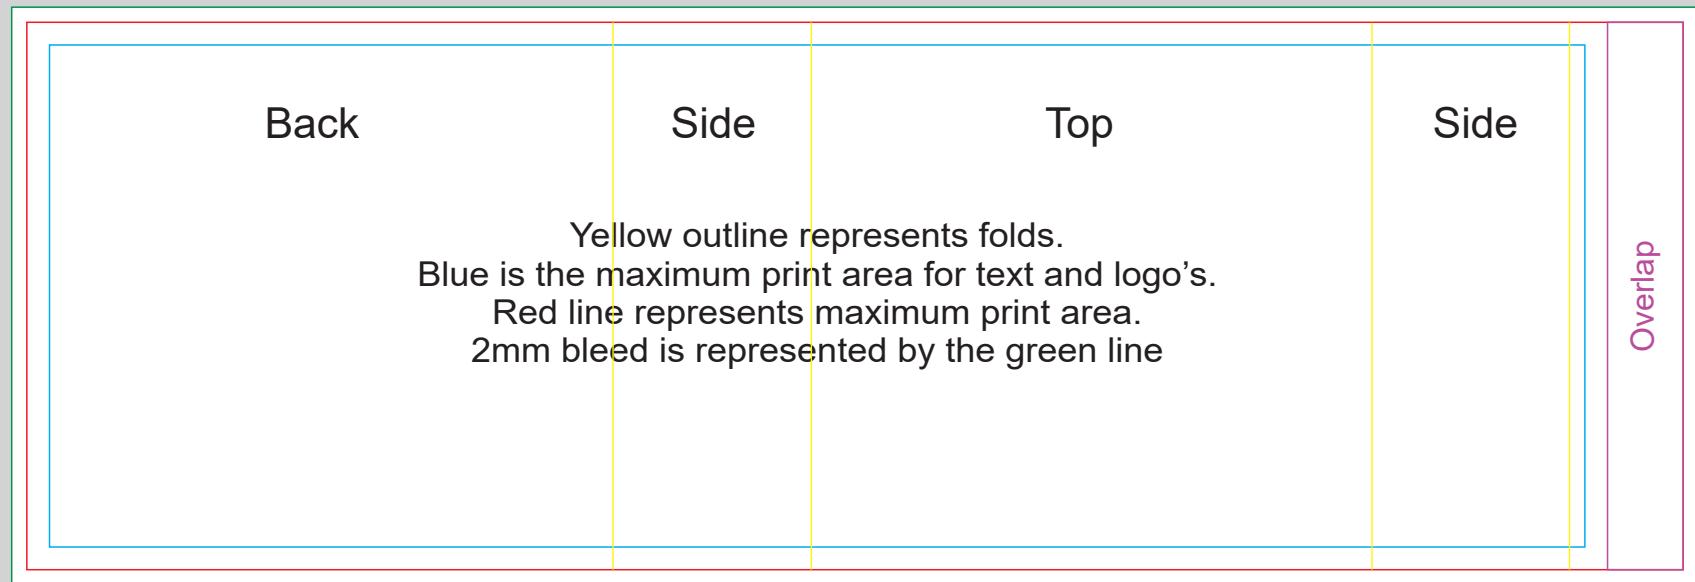 Back Side Top Side
Yellow outline represents folds.
Blue is the maximum print area for text and logo’s.
Red line represents maximum print area.
2mm bleed is represented by the green line
Overlap